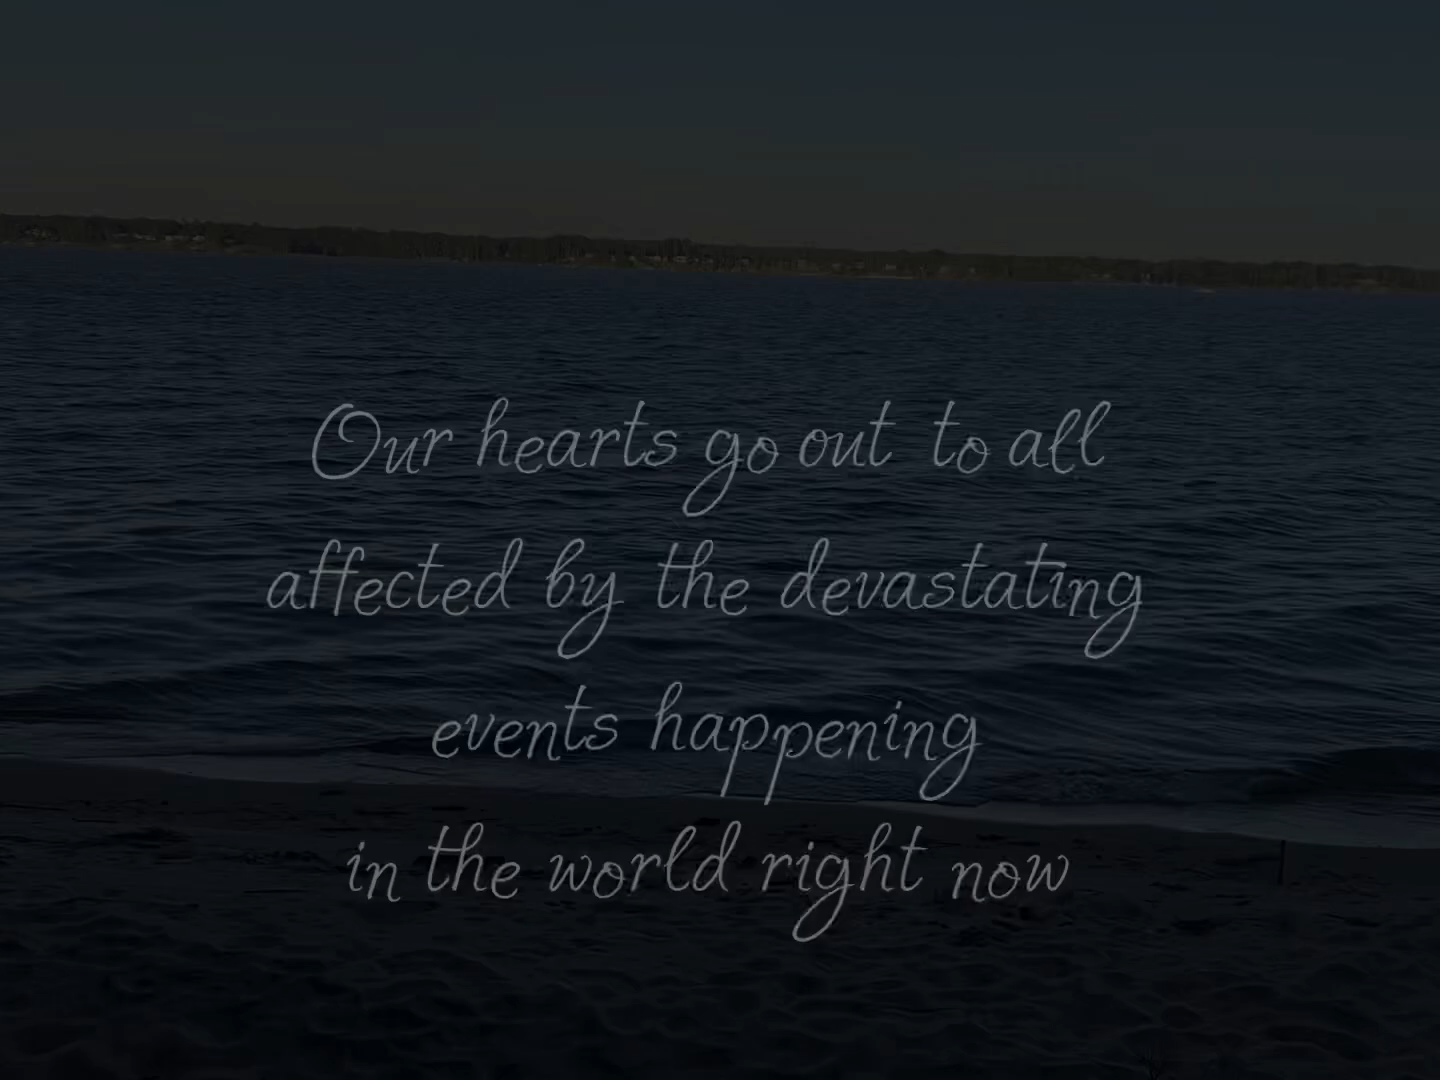 Our hearts go out to all
affected by the devastating
events happening
in the world right now